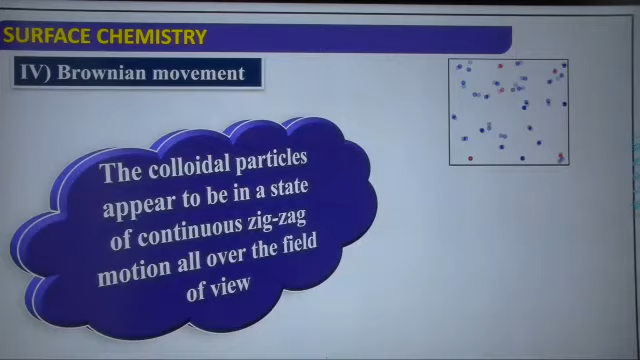 SURFACE CHEMISTRY
IV) Brownian movement
The colloidal particles
appear to be in a state
of continuous zig-zag
motion all over the field
of view